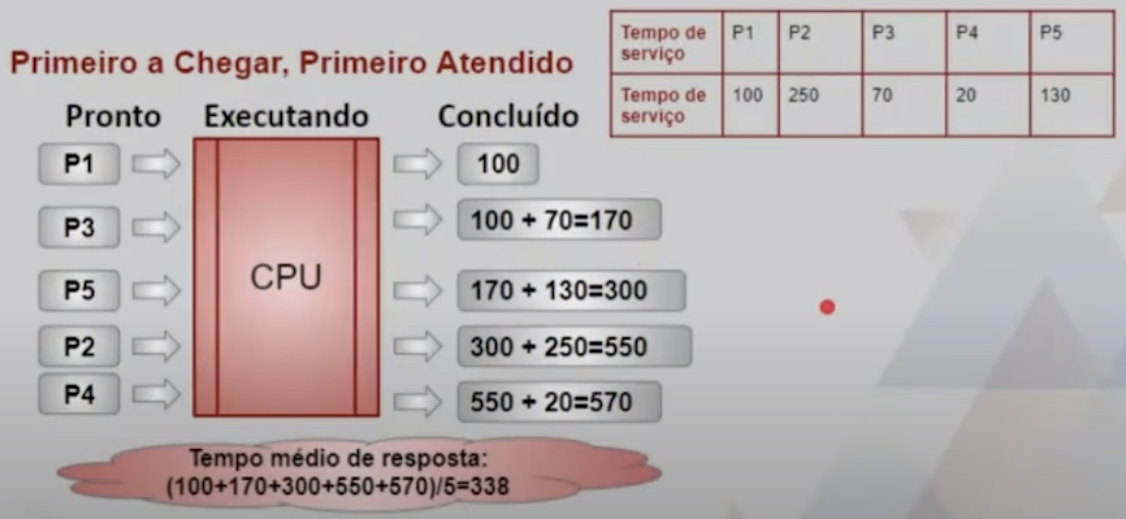 Primeiro a Chegar, Primeiro Atendido
Tempo de P1 P2 P3 P4 P5
serviço
Tempo de 100 250 70 20 130
serviço
Pronto Executando Concluído
P1 100
P3 100 + 70=170
CPU
P5 170 + 130=300
P2 300 + 250=550
P4 550 + 20=570
Tempo médio de resposta:
(100+170+300+550+570)/5=338